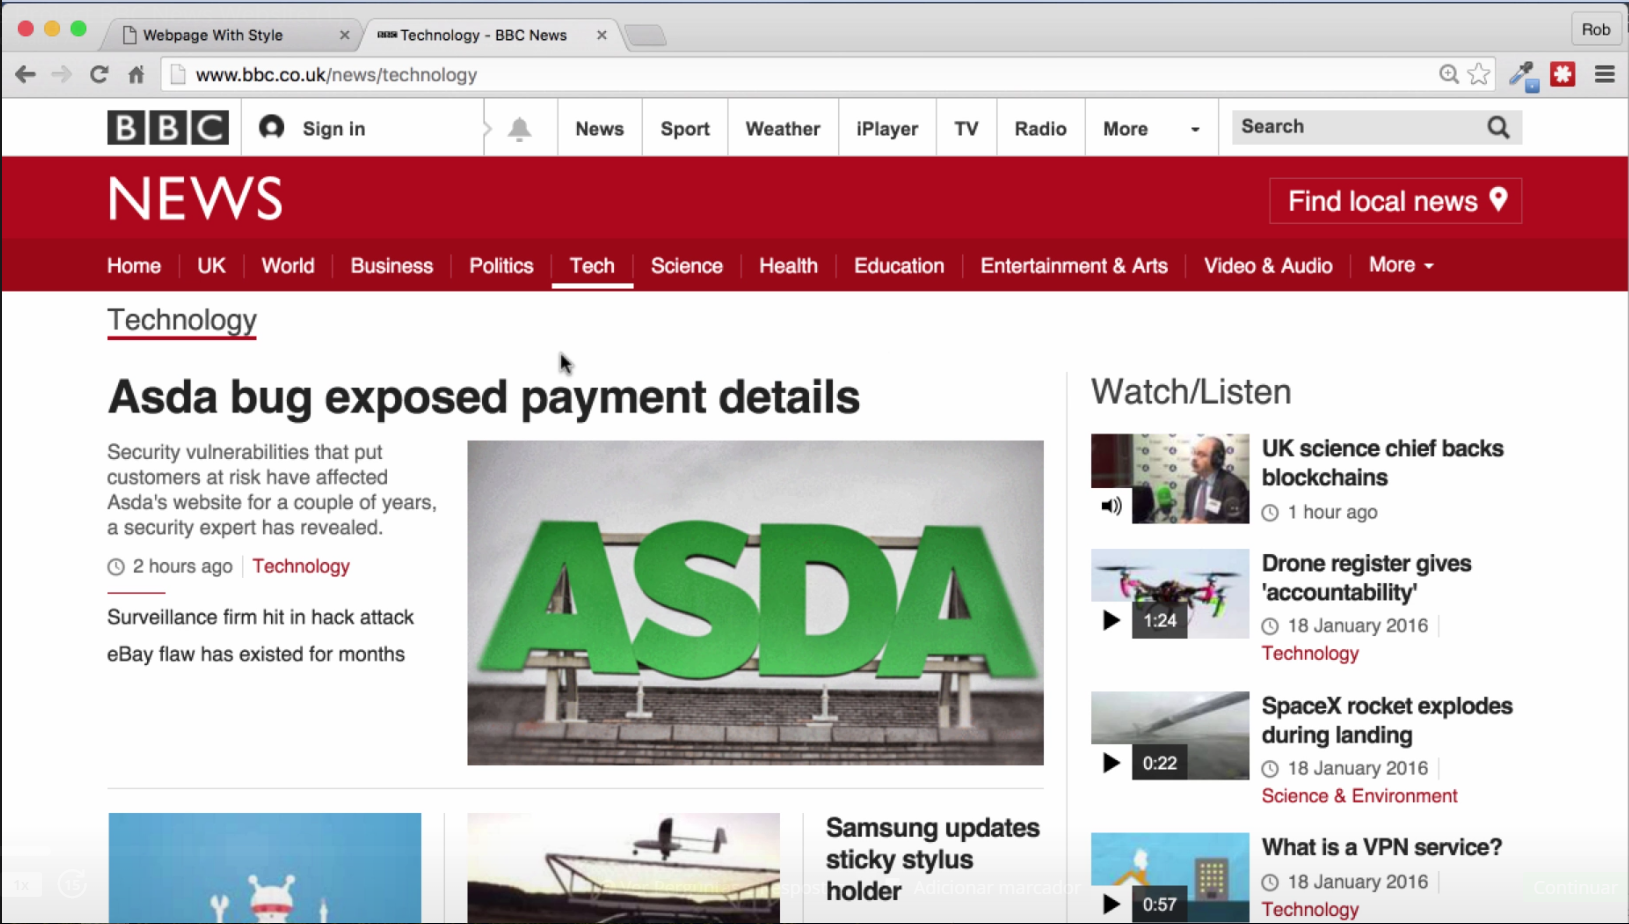 Webpage With Style
BBC Technology - BBC News
Rob
www.bbc.co.uk/news/technology
BBC
Sign in
News
Sport
Weather
iPlayer
TV
Radio
More
Search
NEWS
Find local news
Home
UK
World
Business
Politics
Tech
Science
Health
Education
Entertainment & Arts
Video & Audio
More
Technology
Asda bug exposed payment details
Security vulnerabilities that put
customers at risk have affected
Asda's website for a couple of years,
a security expert has revealed.
2 hours ago
Technology
Surveillance firm hit in hack attack
eBay flaw has existed for months
ASDA
Samsung updates
sticky stylus
holder
Watch/Listen
UK science chief backs
blockchains
1 hour ago
Drone register gives
'accountability'
1:24
18 January 2016
Technology
SpaceX rocket explodes
during landing
0:22
18 January 2016
Science & Environment
What is a VPN service?
18 January 2016
0:57
Technology
1x
15
Adicionar marcador
Continuar